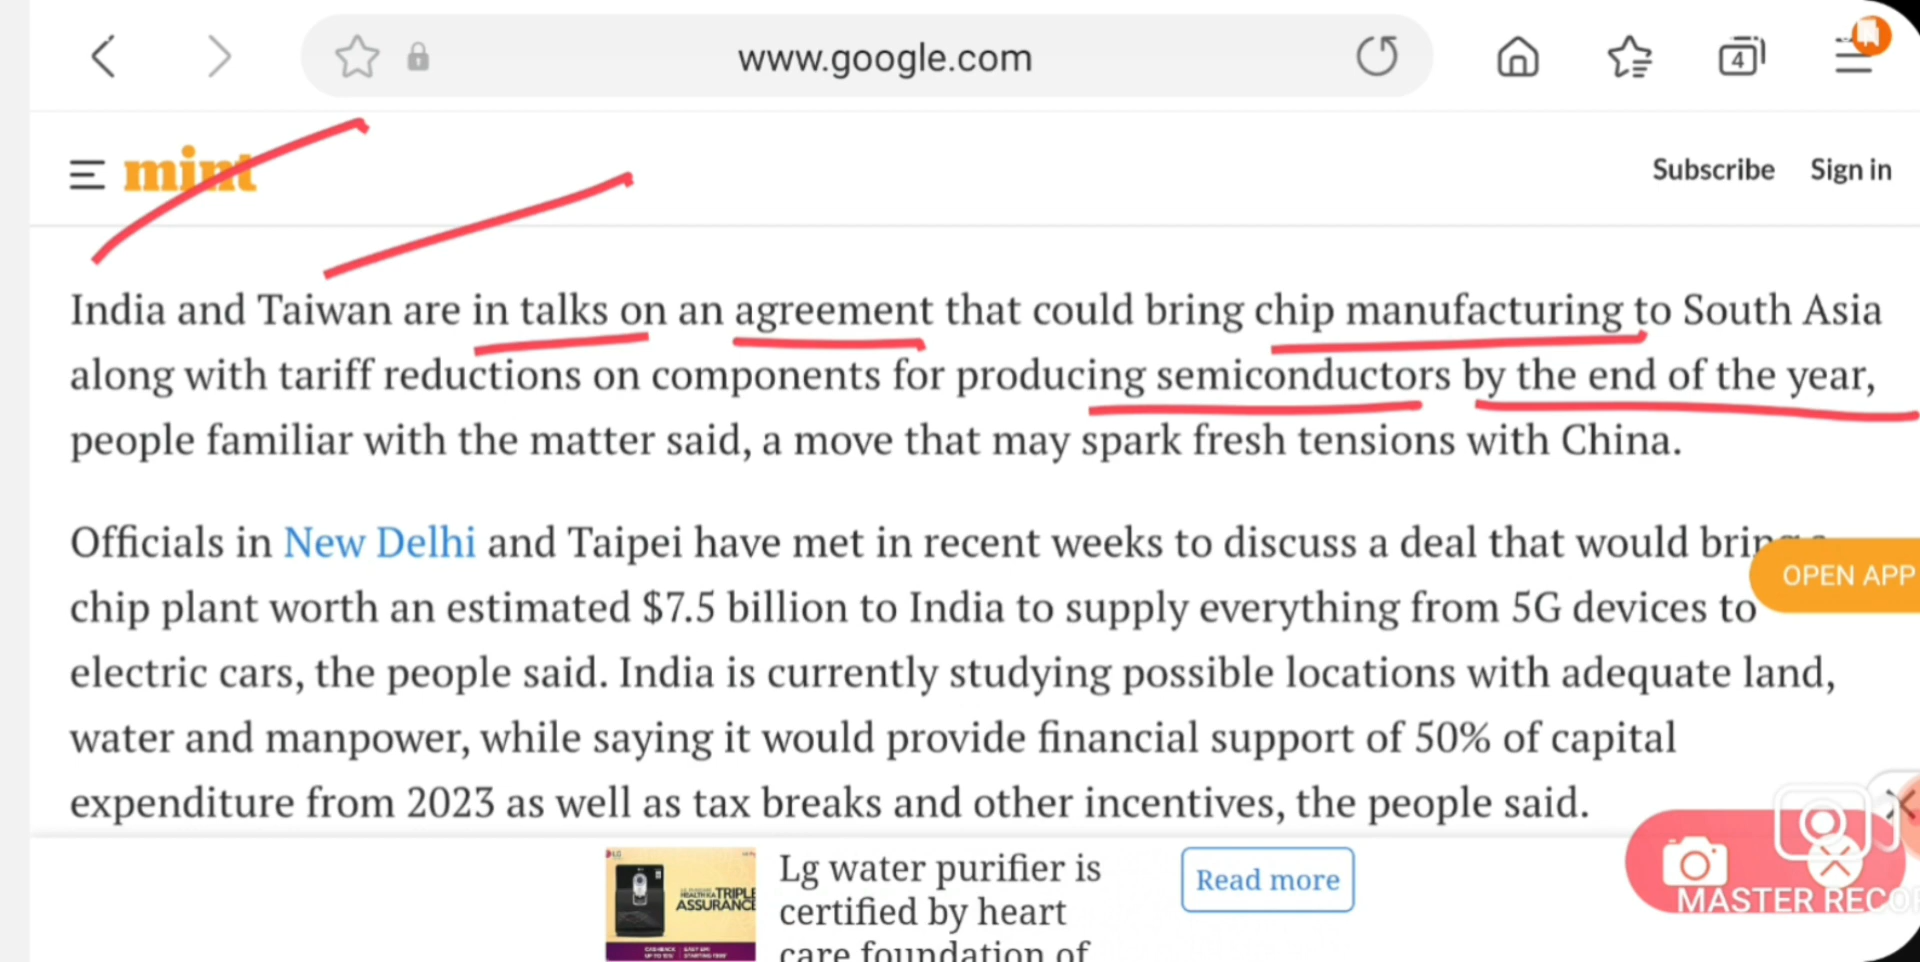 www.google.com
4
mint
Subscribe Sign in
India and Taiwan are in talks on an agreement that could bring chip manufacturing to South Asia
along with tariff reductions on components for producing semiconductors by the end of the year,
people familiar with the matter said, a move that may spark fresh tensions with China.
Officials in New Delhi and Taipei have met in recent weeks to discuss a deal that would bring a
OPEN APP
chip plant worth an estimated $7.5 billion to India to supply everything from 5G devices to
electric cars, the people said. India is currently studying possible locations with adequate land,
water and manpower, while saying it would provide financial support of 50% of capital
expenditure from 2023 as well as tax breaks and other incentives, the people said.
LG
TRIPLE
ASSURANCE
Lg water purifier is
certified by heart
care foundation of
Read more
MASTER RECO